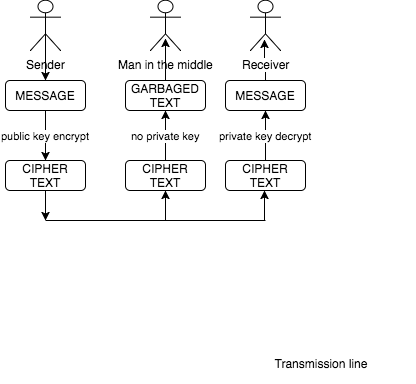 Sender
Man in the middle
Receiver
MESSAGE
GARBAGED
TEXT
MESSAGE
public key encrypt
no private key
private key decrypt
CIPHER
TEXT
CIPHER
TEXT
CIPHER
TEXT
Transmission line